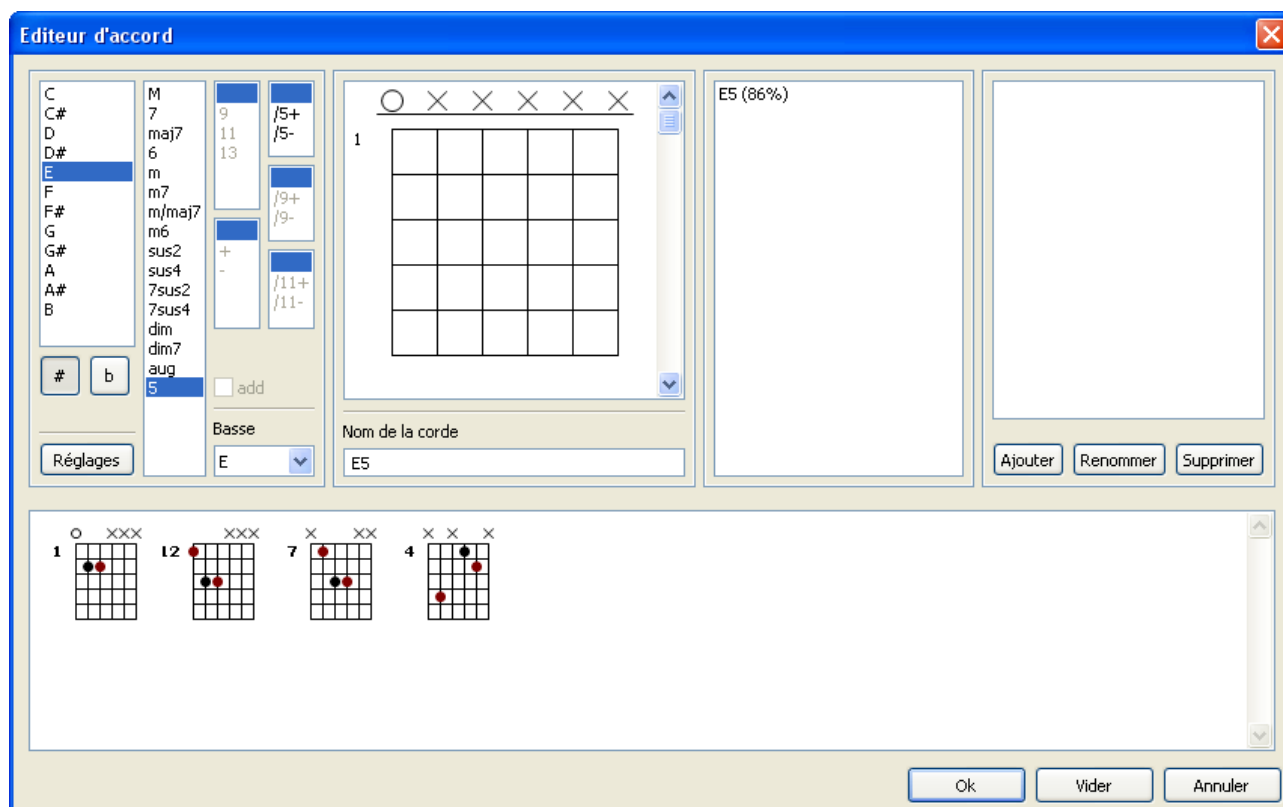 Editeur d'accord
C
C#
D
D#
E
F
F#
G
G#
A
A#
B
# b
Réglages
M
7
maj7
6
m
m7
m/maj7
m6
sus2
sus4
7sus2
7sus4
dim
dim7
aug
5
9
11
13
+
-
/5+
/5-
/9+
/9-
/11+
/11-
add
Basse
E
1
Nom de la corde
E5
E5 (86%)
Ajouter Renommer Supprimer
1 12 7 4
Ok Vider Annuler